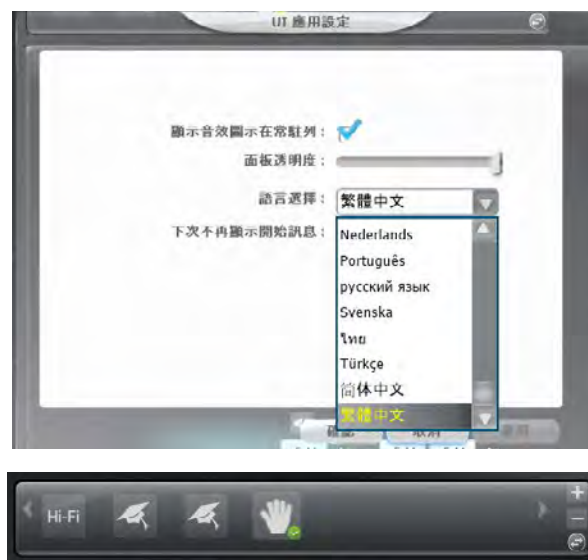 UI 應用設定
顯示音效圖示在常駐列：
面板透明度：
語言選擇： 繁體中文
下次不再顯示開始訊息：
Nederlands
Português
русский язык
Svenska
ไทย
Türkçe
简体中文
繁體中文
確認 取消
Hi-Fi